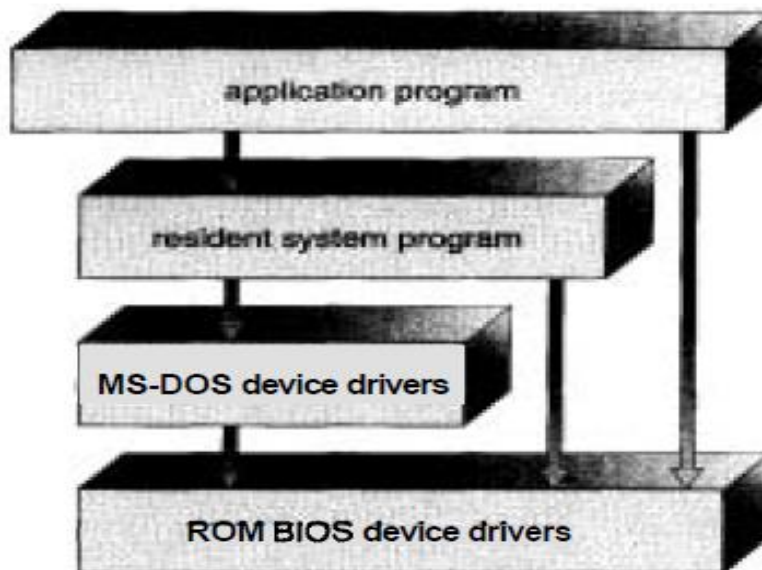 application program
resident system program
MS-DOS device drivers
ROM BIOS device drivers